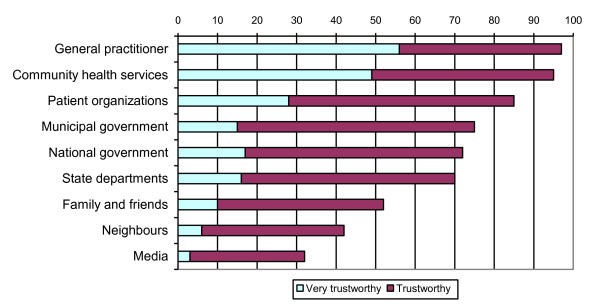 0 10 20 30 40 50 60 70 80 90 100
General practitioner
Community health services
Patient organizations
Municipal government
National government
State departments
Family and friends
Neighbours
Media
Very trustworthy Trustworthy